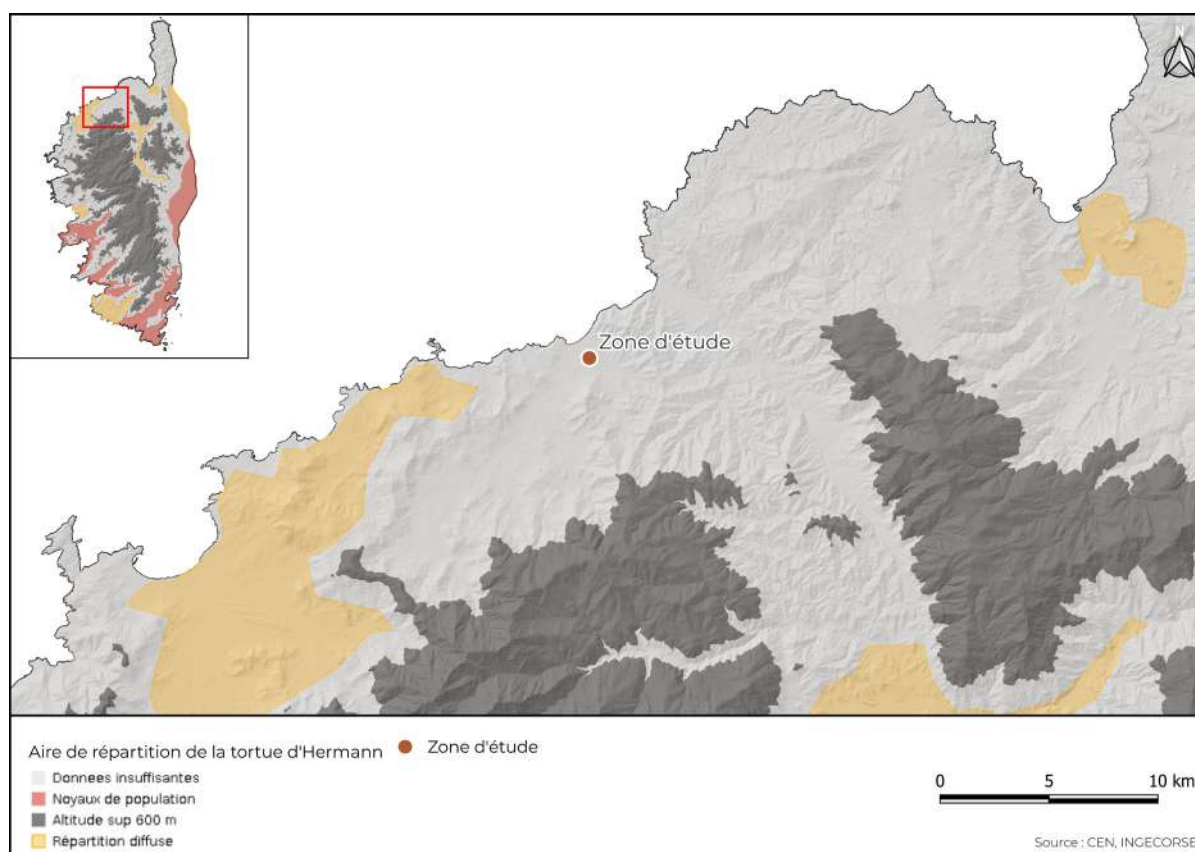 N
Zone d'étude
Aire de répartition de la tortue d'Hermann
Zone d'étude
Donnees insuffisantes
Noyaux de population
Altitude sup 600 m
Répartition diffuse
0 5 10 km
Source : CEN, INGECORSE